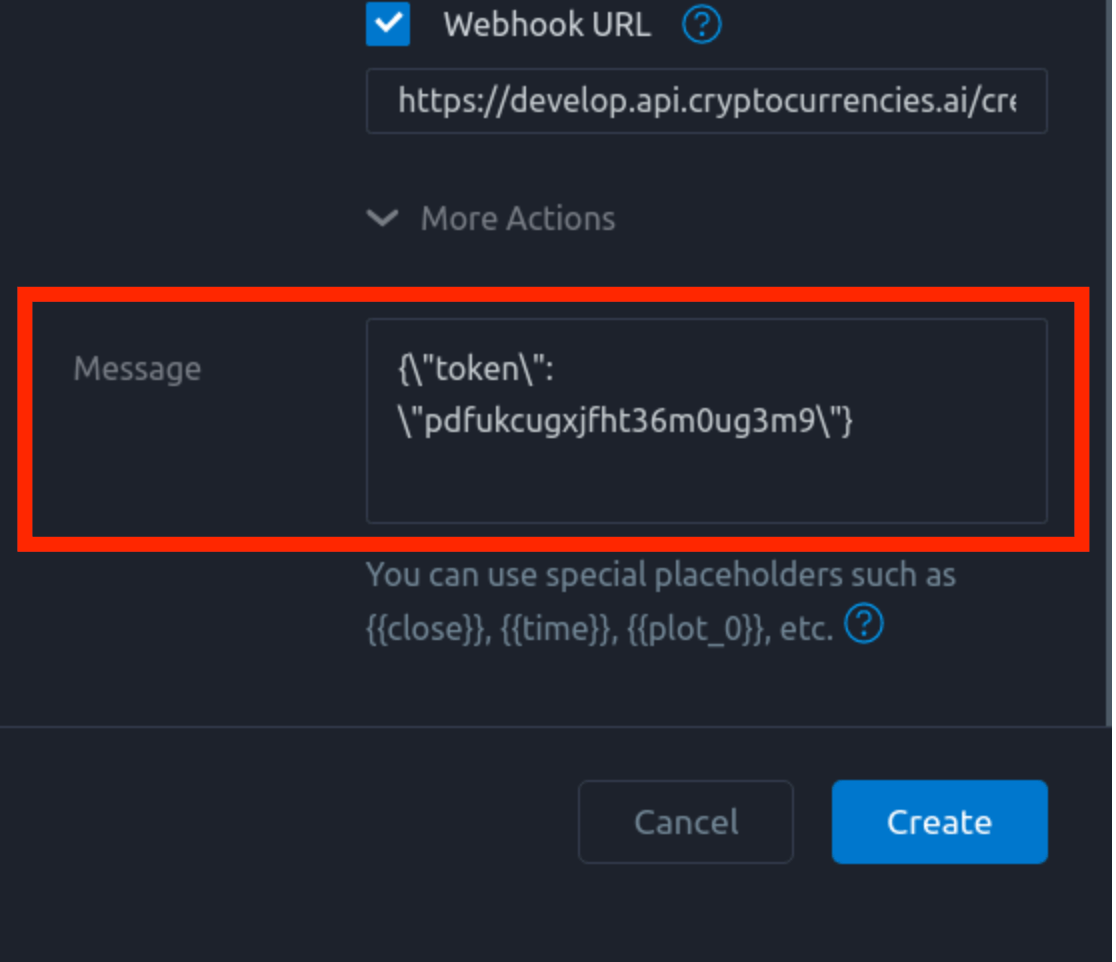 Webhook URL ?
https://develop.api.cryptocurrencies.ai/cre
More Actions
Message
{\"token\":
\"pdfukcugxjfht36m0ug3m9\"}
You can use special placeholders such as
{{close}}, {{time}}, {{plot_0}}, etc. ?
Cancel
Create